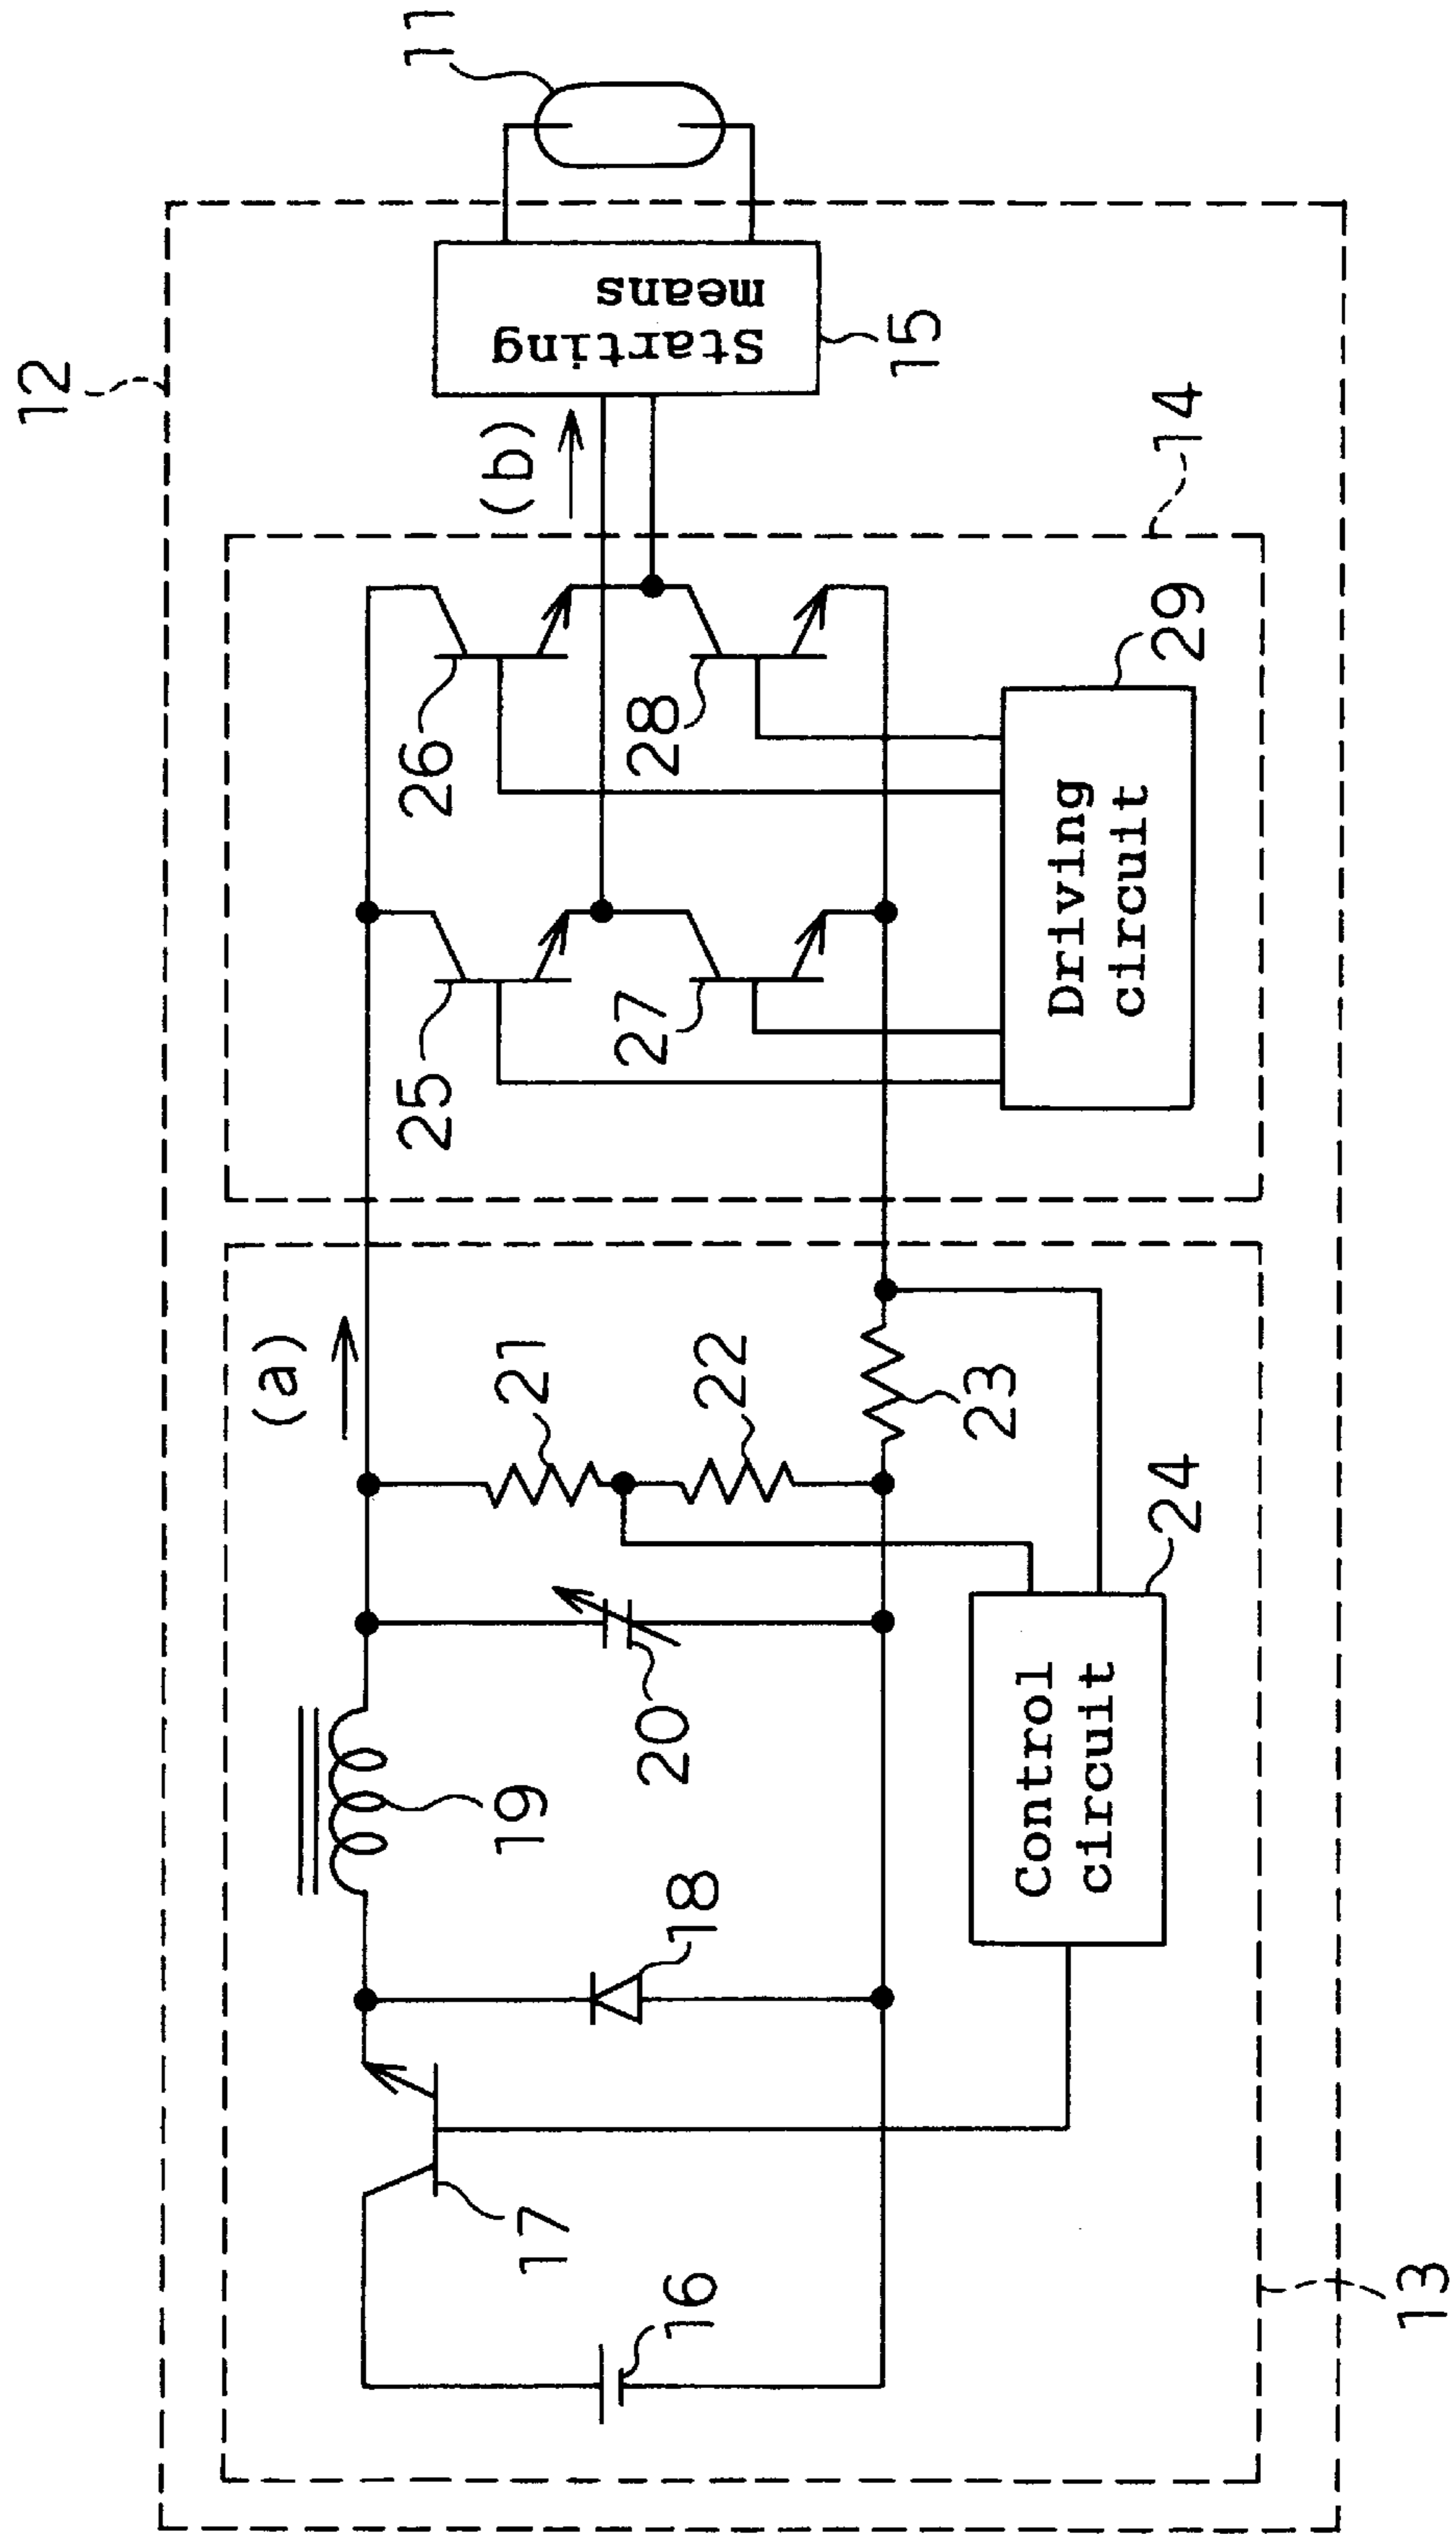 12
11
(a)
(b)
19
17
16
18
20
21
22
23
25
26
27
28
Starting
means
15
Control
circuit
24
Driving
circuit
29
14
13